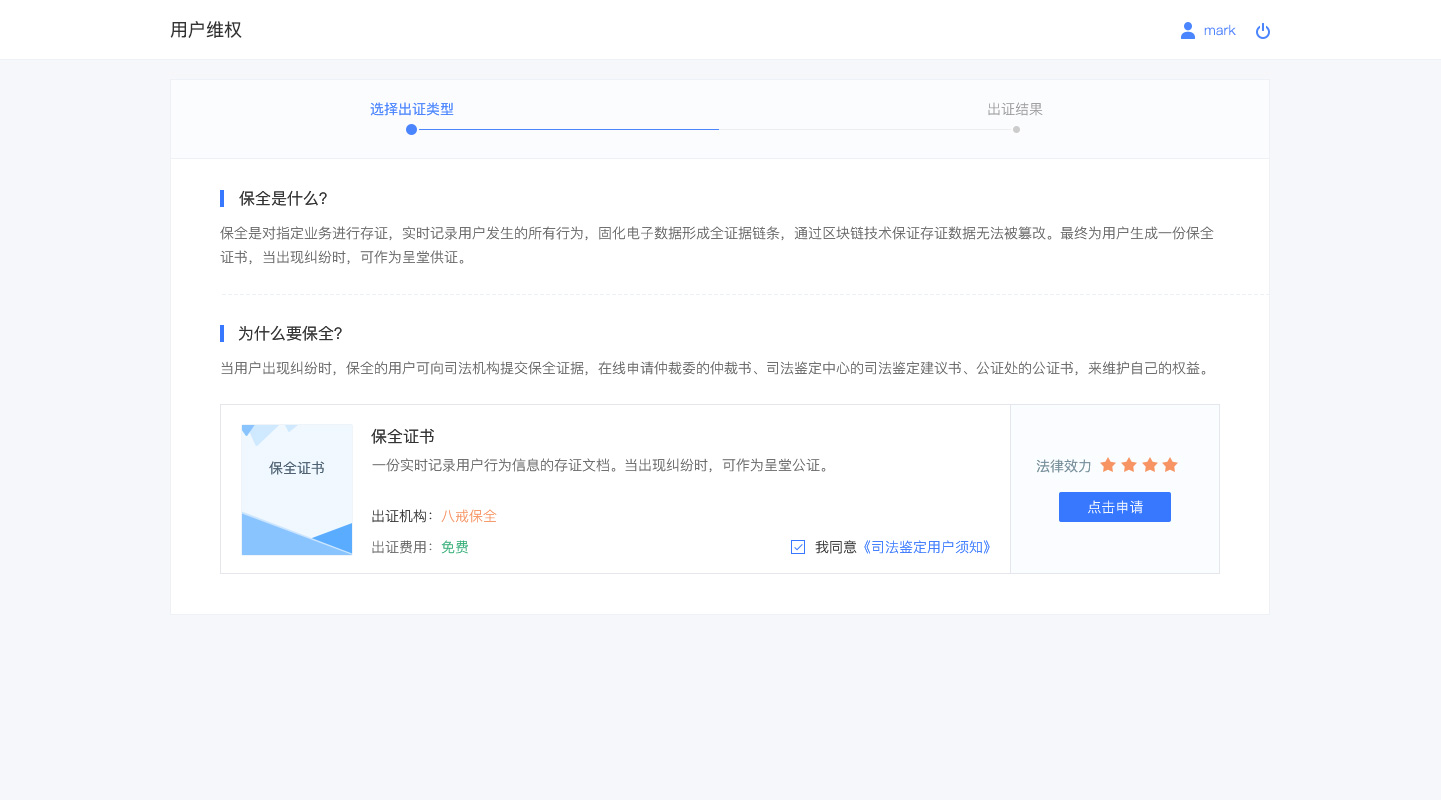 用户维权
mark
选择出证类型
出证结果
保全是什么?
保全是对指定业务进行存证，实时记录用户发生的所有行为，固化电子数据形成全证据链条，通过区块链技术保证存证数据无法被篡改。最终为用户生成一份保全
证书，当出现纠纷时，可作为呈堂供证。
为什么要保全?
当用户出现纠纷时，保全的用户可向司法机构提交保全证据，在线申请仲裁委的仲裁书、司法鉴定中心的司法鉴定建议书、公证处的公证书，来维护自己的权益。
保全证书
保全证书
一份实时记录用户行为信息的存证文档。当出现纠纷时，可作为呈堂公证。
出证机构：八戒保全
出证费用：免费
我同意《司法鉴定用户须知》
法律效力
点击申请